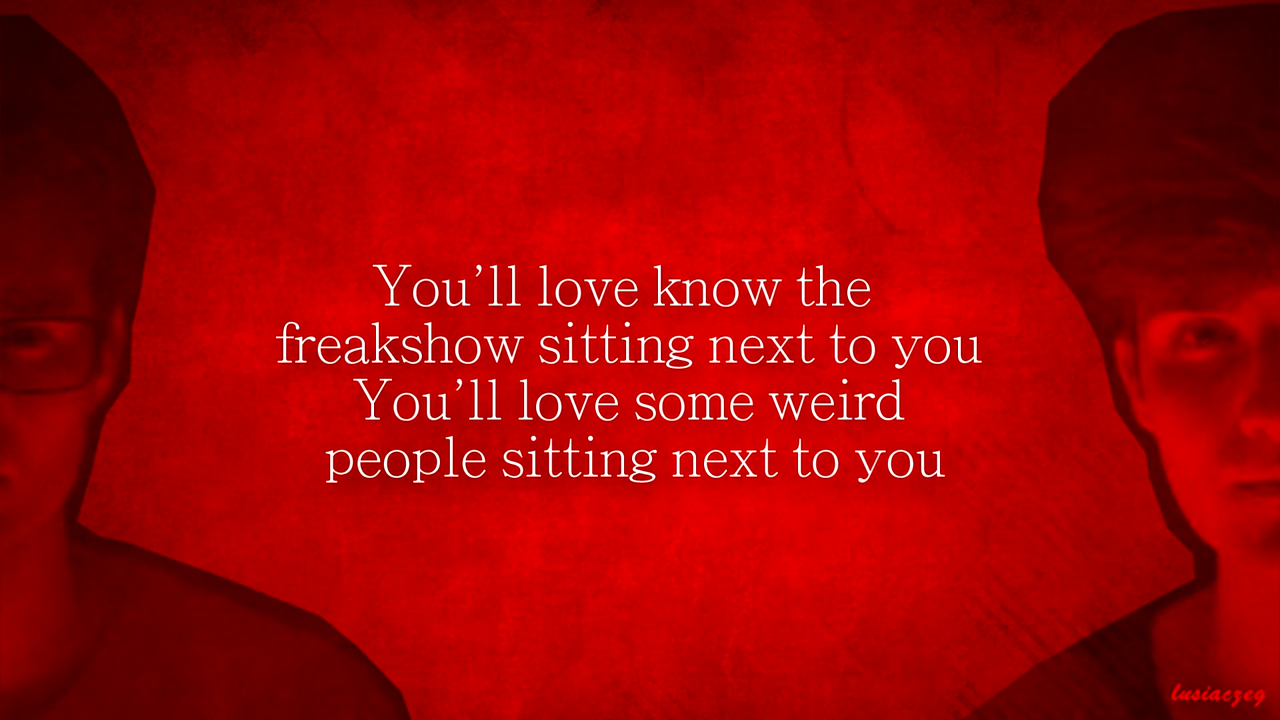 You’ll love know the
freakshow sitting next to you
You’ll love some weird
people sitting next to you
lusiaczeg